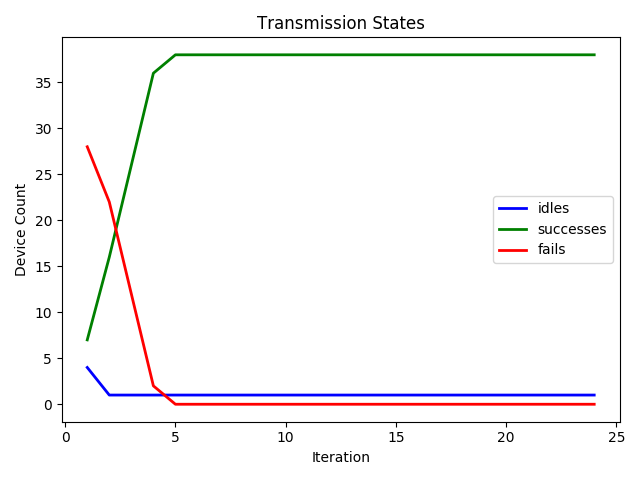 Transmission States
Device Count
35
30
25
20
15
10
5
0
idles
successes
fails
0 5 10 15 20 25
Iteration